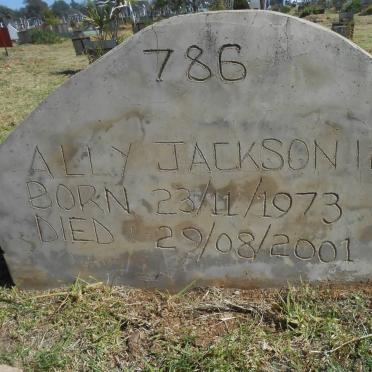 786
ALLY JACKSON
BORN 23/11/1973
DIED 29/08/2001